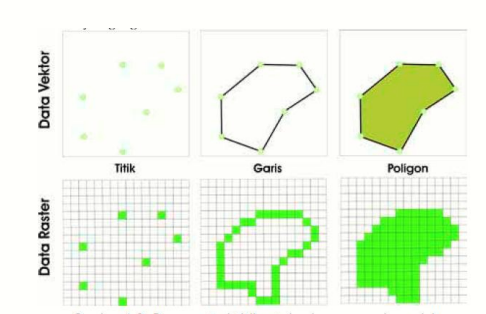 Data Vektor
Titik
Garis
Poligon
Data Raster